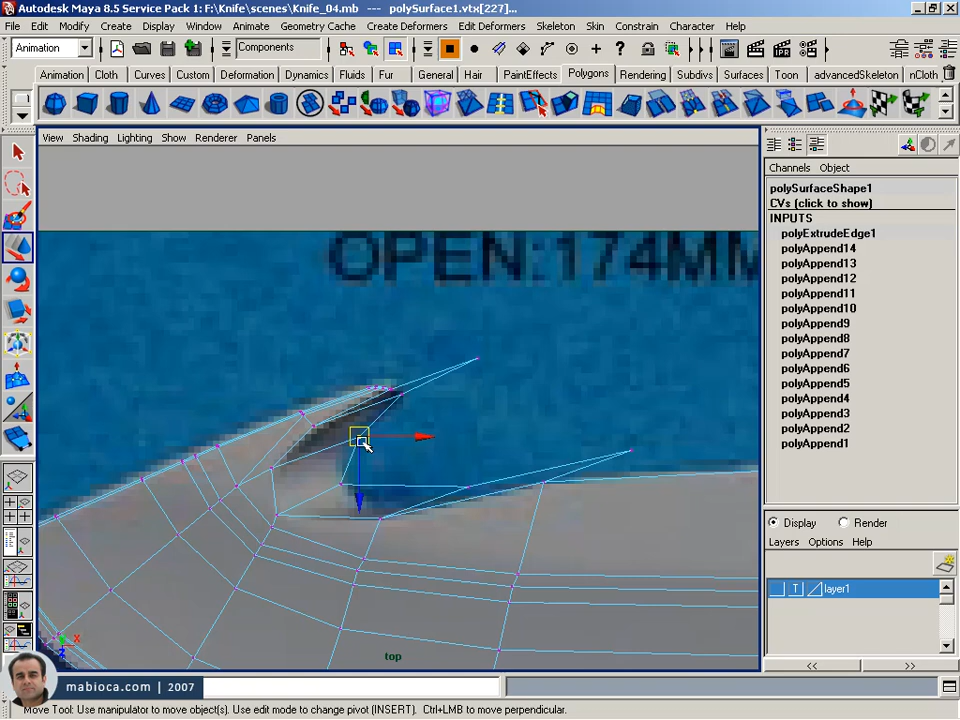 Autodesk Maya 8.5 Service Pack 1: F:\Knife\scenes\Knife_04.mb - polySurface1.vtx[227]...
File Edit Modify Create Display Window Animate Geometry Cache Create Deformers Edit Deformers Skeleton Skin Constrain Character Help
Animation Components
Animation Cloth Curves Custom Deformation Dynamics Fluids Fur General Hair PaintEffects Polygons Rendering Subdivs Surfaces Toon advancedSkeleton nCloth
View Shading Lighting Show Renderer Panels
Channels Object
polySurfaceShape1
CVs (click to show)
INPUTS
polyExtrudeEdge1
polyAppend14
polyAppend13
polyAppend12
polyAppend11
polyAppend10
polyAppend9
polyAppend8
polyAppend7
polyAppend6
polyAppend5
polyAppend4
polyAppend3
polyAppend2
polyAppend1
OPEN:174MM
Display Render
Layers Options Help
T layer1
X
Z
top
<< >>
mabioca.com | 2007
Move Tool: Use manipulator to move object(s). Use edit mode to change pivot (INSERT). Ctrl+LMB to move perpendicular.